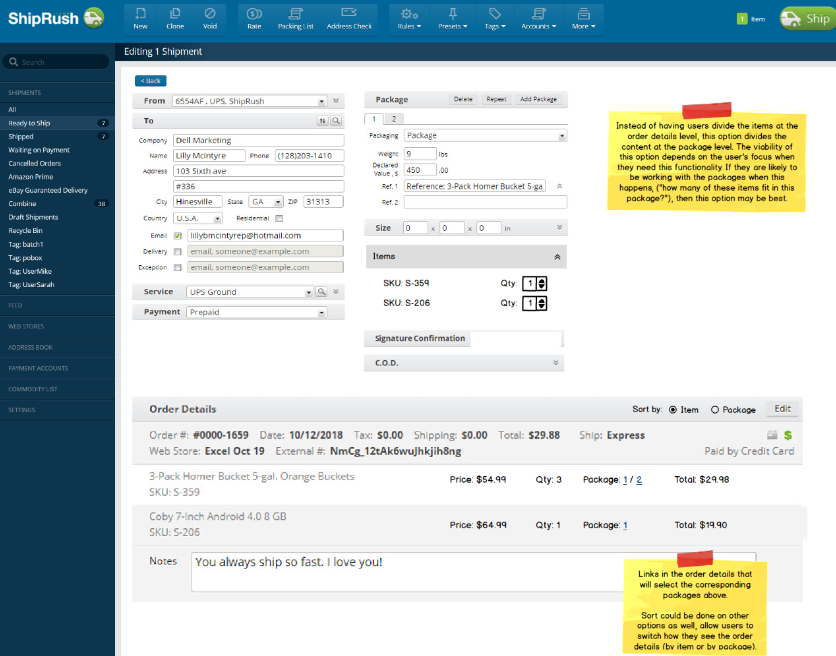 ShipRush
New
Clone
Void
Rate
Packing List
Address Check
Rules
Presets
Tags
Accounts
More
1 Item
Ship
Search
Editing 1 Shipment
SHIPMENTS
All
Ready to Ship 7
Shipped 7
Waiting on Payment
Cancelled Orders
Amazon Prime
eBay Guaranteed Delivery
Combine 38
Draft Shipments
Recycle Bin
Tag: batch1
Tag: pobox
Tag: UserMike
Tag: UserSarah
FEED
WEB STORES
ADDRESS BOOK
PAYMENT ACCOUNTS
COMMODITY LIST
SETTINGS
< Back
From 6554AF , UPS, ShipRush
To
Company Dell Marketing
Name Lilly Mcintyre Phone (128)203-1410
Address 103 Sixth ave
#336
City Hinesville State GA ZIP 31313
Country U.S.A. Residential
Email lillybmcintyrep@hotmail.com
Delivery email, someone@example.com
Exception email, someone@example.com
Service UPS Ground
Payment Prepaid
Package Delete Repeat Add Package
1 2
Packaging Package
Weight 9 lbs
Declared
Value , $ 450 .00
Ref. 1 Reference: 3-Pack Homer Bucket 5-ga
Ref. 2
Size 0 x 0 x 0 in
Items
SKU: S-359 Qty: 1
SKU: S-206 Qty: 1
Signature Confirmation
C.O.D.
Instead of having users divide the items at the
order details level, this option divides the
content at the package level. The viability of
this option depends on the user's focus when
they need this functionality. If they are likely to
be working with the packages when this
happens, ("how many of these items fit in this
package?"), then this option may be best.
Order Details Sort by: Item Package Edit
Order #: #0000-1659 Date: 10/12/2018 Tax: $0.00 Shipping: $0.00 Total: $29.88 Ship: Express $
Web Store: Excel Oct 19 External #: NmCg_12tAk6wuJhkjih8ng Paid by Credit Card
3-Pack Homer Bucket 5-gal. Orange Buckets
SKU: S-359
Price: $54.99 Qty: 3 Package: 1 / 2 Total: $29.98
Coby 7-Inch Android 4.0 8 GB
SKU: S-206
Price: $64.99 Qty: 1 Package: 1 Total: $19.90
Notes You always ship so fast. I love you!
Links in the order details that
will select the corresponding
packages above.
Sort could be done on other
options as well, allow users to
switch how they see the order
details (by item or by package).